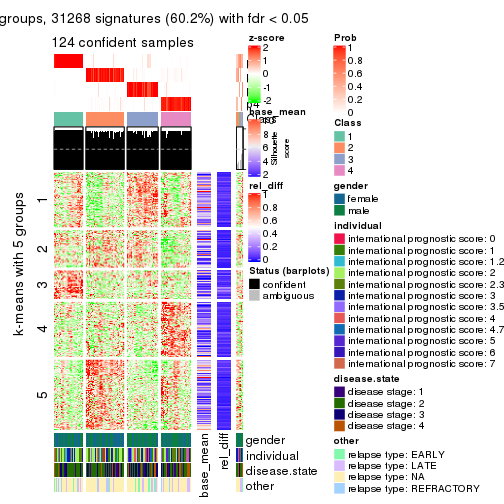 groups, 31268 signatures (60.2%) with fdr < 0.05
124 confident samples
k-means with 5 groups
1
2
3
4
5
Class
silhouette
score
base_mean
rel_diff
gender
individual
disease.state
other
z-score
2
1
0
-1
-2
base_mean
10
8
6
4
2
rel_diff
1
0.8
0.6
0.4
0.2
0
Status (barplots)
confident
ambiguous
Prob
1
0.8
0.6
0.4
0.2
0
Class
1
2
3
4
gender
female
male
individual
international prognostic score: 0
international prognostic score: 1
international prognostic score: 1.2
international prognostic score: 2
international prognostic score: 2.3
international prognostic score: 3
international prognostic score: 3.5
international prognostic score: 4
international prognostic score: 4.7
international prognostic score: 5
international prognostic score: 6
international prognostic score: 7
disease.state
disease stage: 1
disease stage: 2
disease stage: 3
disease stage: 4
other
relapse type: EARLY
relapse type: LATE
relapse type: NA
relapse type: REFRACTORY